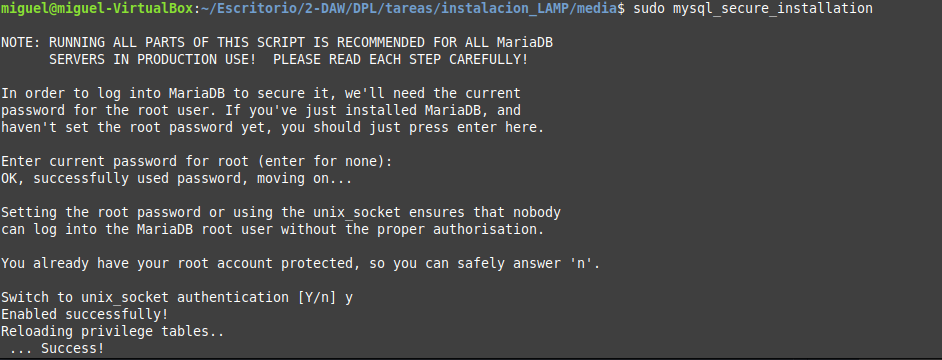 miguel@miguel-VirtualBox:~/Escritorio/2-DAW/DPL/tareas/instalacion_LAMP/media$ sudo mysql_secure_installation
NOTE: RUNNING ALL PARTS OF THIS SCRIPT IS RECOMMENDED FOR ALL MariaDB
SERVERS IN PRODUCTION USE!  PLEASE READ EACH STEP CAREFULLY!
In order to log into MariaDB to secure it, we'll need the current
password for the root user. If you've just installed MariaDB, and
haven't set the root password yet, you should just press enter here.
Enter current password for root (enter for none):
OK, successfully used password, moving on...
Setting the root password or using the unix_socket ensures that nobody
can log into the MariaDB root user without the proper authorisation.
You already have your root account protected, so you can safely answer 'n'.
Switch to unix_socket authentication [Y/n] y
Enabled successfully!
Reloading privilege tables..
... Success!